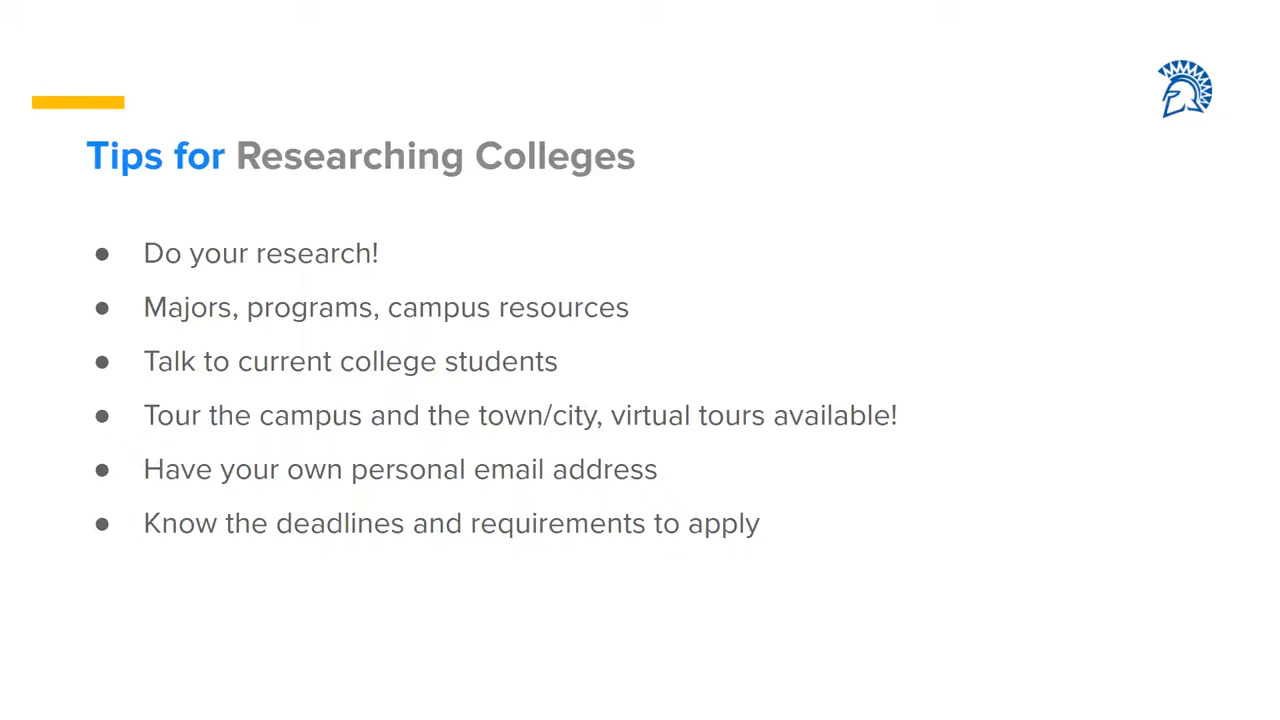 Tips for Researching Colleges
● Do your research!
● Majors, programs, campus resources
● Talk to current college students
● Tour the campus and the town/city, virtual tours available!
● Have your own personal email address
● Know the deadlines and requirements to apply